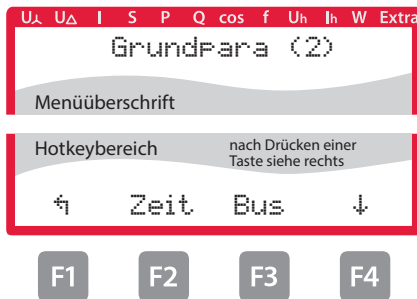 U⅄ U∆ I S P Q cos f Uh Ih W Extra
Grundpara (2)
Menüüberschrift
Hotkeybereich nach Drücken einer
Taste siehe rechts
↰ Zeit Bus ↓
F1 F2 F3 F4